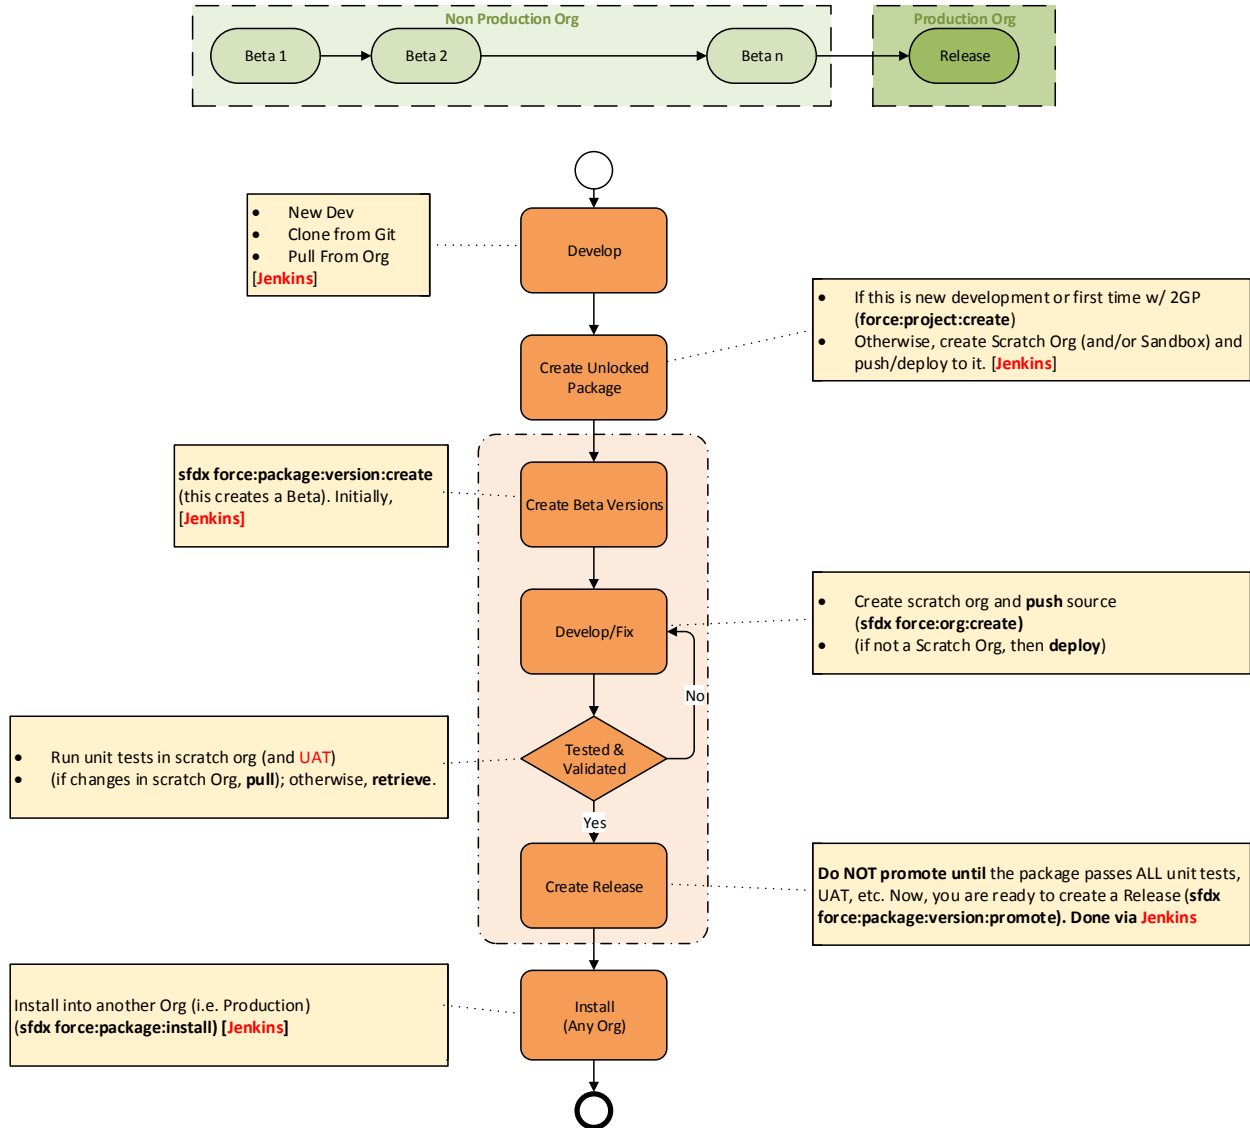 Non Production Org
Production Org
Beta 1
Beta 2
Beta n
Release
• New Dev
• Clone from Git
• Pull From Org
[Jenkins]
Develop
• If this is new development or first time w/ 2GP
(force:project:create)
• Otherwise, create Scratch Org (and/or Sandbox) and
push/deploy to it. [Jenkins]
Create Unlocked
Package
sfdx force:package:version:create
(this creates a Beta). Initially,
[Jenkins]
Create Beta Versions
• Create scratch org and push source
(sfdx force:org:create)
• (if not a Scratch Org, then deploy)
Develop/Fix
No
• Run unit tests in scratch org (and UAT)
• (if changes in scratch Org, pull); otherwise, retrieve.
Tested &
Validated
Yes
Create Release
Do NOT promote until the package passes ALL unit tests,
UAT, etc. Now, you are ready to create a Release (sfdx
force:package:version:promote). Done via Jenkins
Install into another Org (i.e. Production)
(sfdx force:package:install) [Jenkins]
Install
(Any Org)